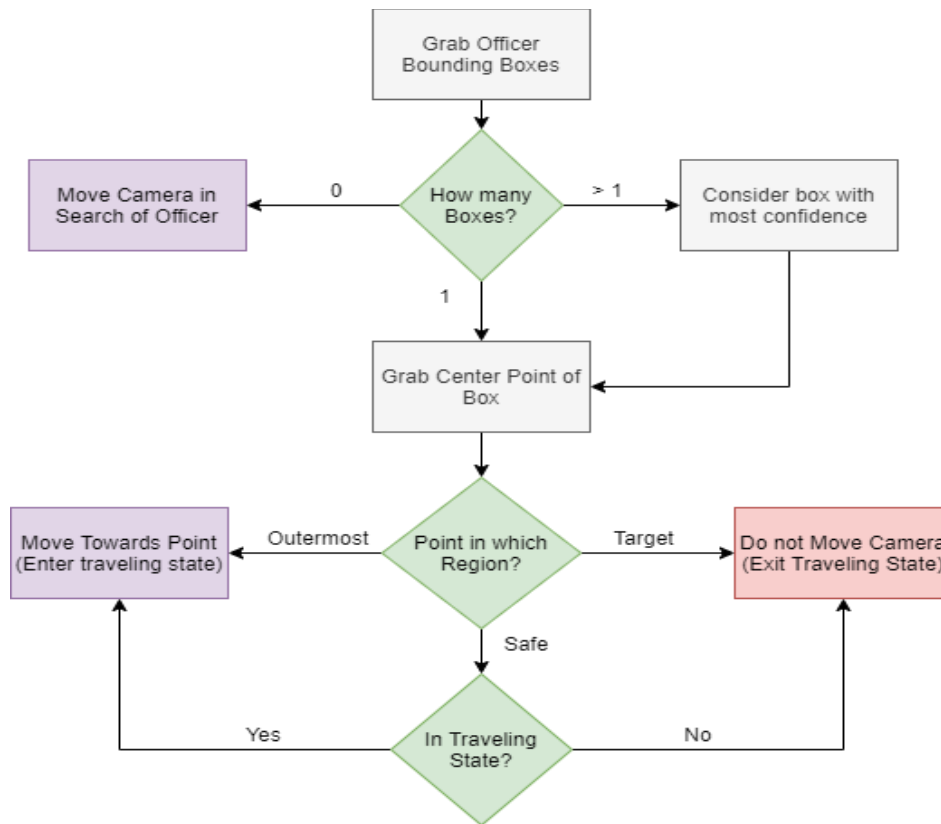 Grab Officer
Bounding Boxes
Move Camera in
Search of Officer
0
How many
Boxes?
> 1
Consider box with
most confidence
1
Grab Center Point of
Box
Move Towards Point
(Enter traveling state)
Outermost
Point in which
Region?
Target
Do not Move Camera
(Exit Traveling State)
Safe
Yes
In Traveling
State?
No